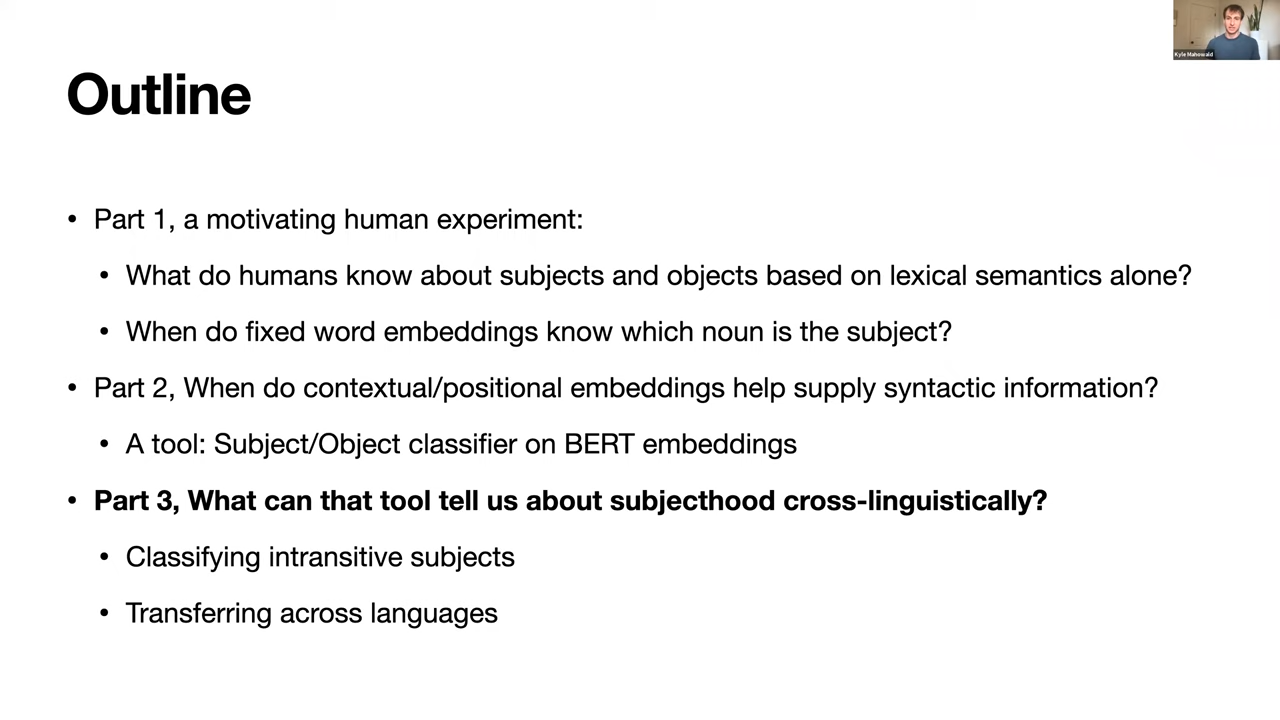 Kyle Mahowald
Outline
• Part 1, a motivating human experiment:
• What do humans know about subjects and objects based on lexical semantics alone?
• When do fixed word embeddings know which noun is the subject?
• Part 2, When do contextual/positional embeddings help supply syntactic information?
• A tool: Subject/Object classifier on BERT embeddings
• Part 3, What can that tool tell us about subjecthood cross-linguistically?
• Classifying intransitive subjects
• Transferring across languages